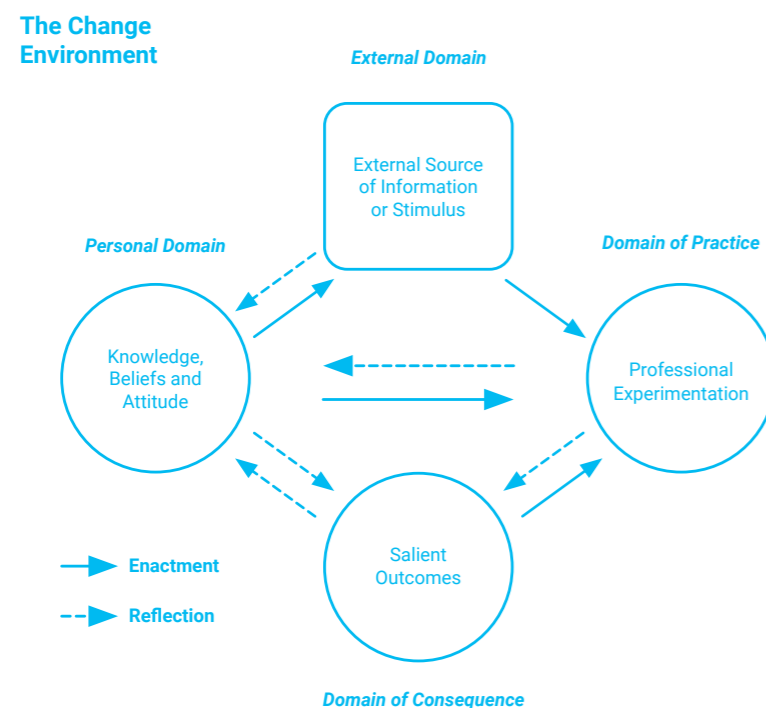 The Change
Environment
External Domain
External Source
of Information
or Stimulus
Personal Domain
Domain of Practice
Knowledge,
Beliefs and
Attitude
Professional
Experimentation
Salient
Outcomes
Enactment
Reflection
Domain of Consequence